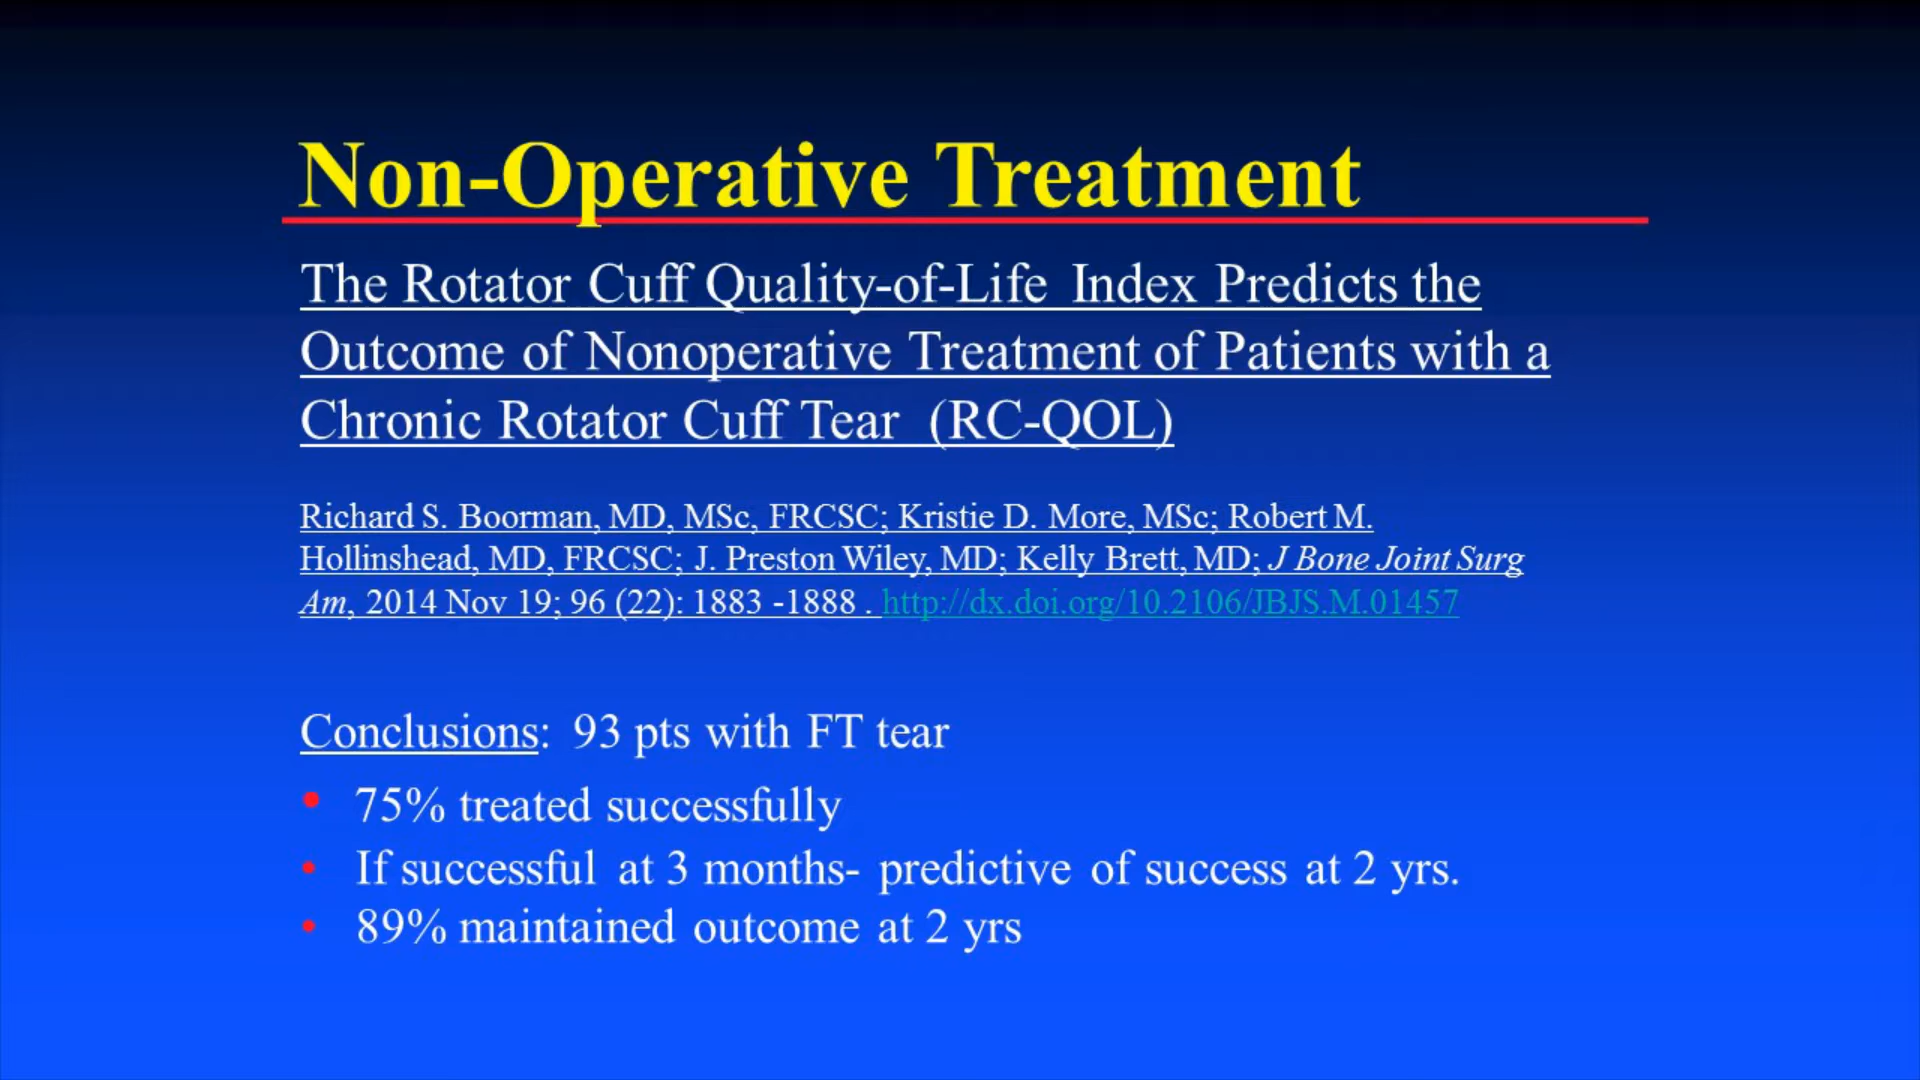 Non-Operative Treatment
The Rotator Cuff Quality-of-Life Index Predicts the
Outcome of Nonoperative Treatment of Patients with a
Chronic Rotator Cuff Tear (RC-QOL)
Richard S. Boorman, MD, MSc, FRCSC; Kristie D. More, MSc; Robert M.
Hollinshead, MD, FRCSC; J. Preston Wiley, MD; Kelly Brett, MD; J Bone Joint Surg
Am, 2014 Nov 19; 96 (22): 1883 -1888 . http://dx.doi.org/10.2106/JBJS.M.01457
Conclusions: 93 pts with FT tear
• 75% treated successfully
• If successful at 3 months- predictive of success at 2 yrs.
• 89% maintained outcome at 2 yrs